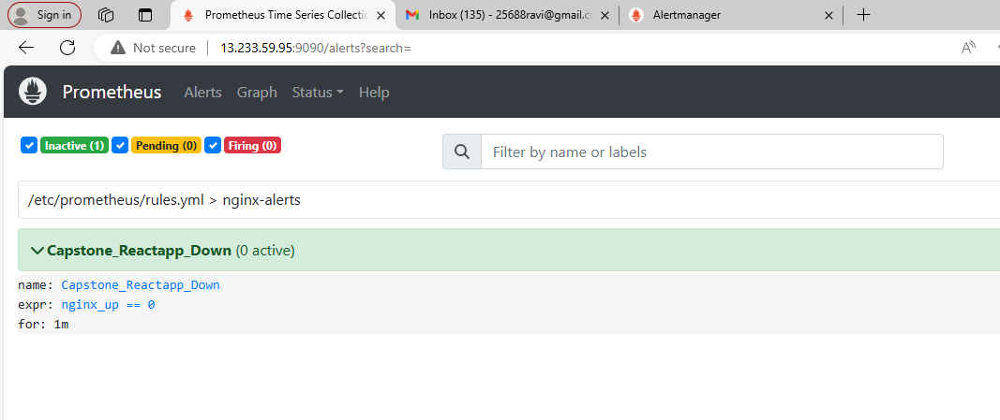 Sign in
Prometheus Time Series Collectio
Inbox (135) - 25688ravi@gmail.c
Alertmanager
Not secure
13.233.59.95:9090/alerts?search=
Prometheus Alerts Graph Status Help
Inactive (1) Pending (0) Firing (0)
Filter by name or labels
/etc/prometheus/rules.yml > nginx-alerts
Capstone_Reactapp_Down (0 active)
name: Capstone_Reactapp_Down
expr: nginx_up == 0
for: 1m